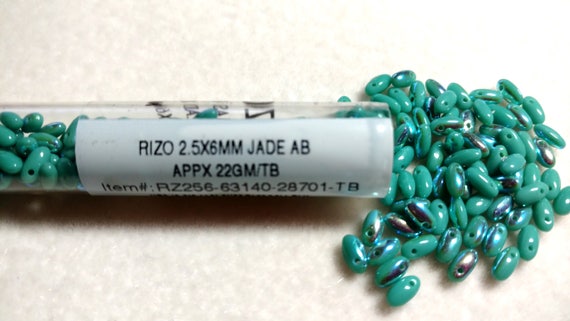 RIZO 2.5X6MM JADE AB
APPX 22GM/TB
Item#:RZ256-63140-28701-TB